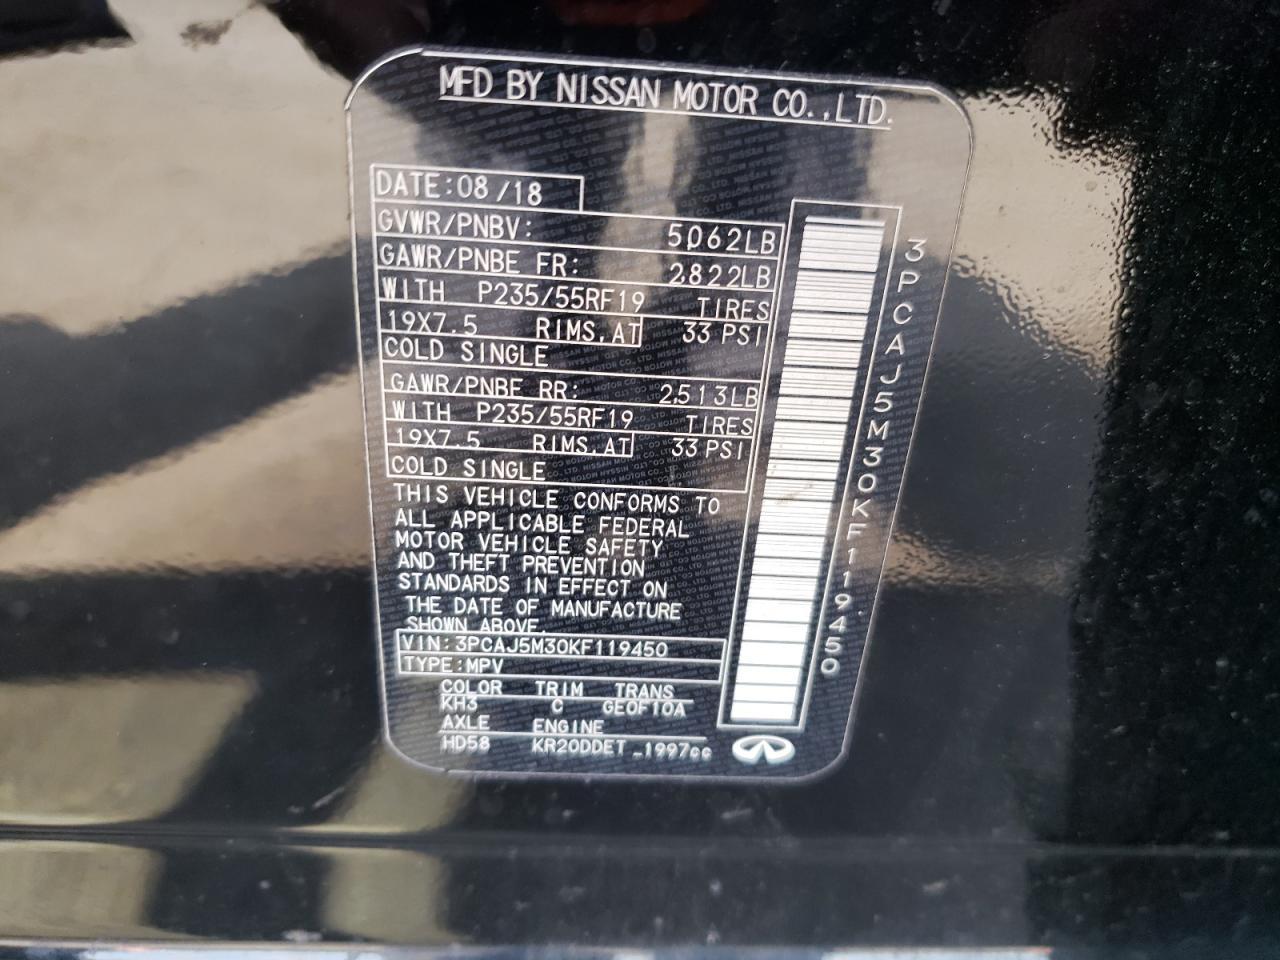 MFD BY NISSAN MOTOR CO.,LTD.
DATE:08/18
GVWR/PNBV: 5062LB
GAWR/PNBE FR: 2822LB
WITH P235/55RF19 TIRES
19X7.5 RIMS,AT 33 PSI
COLD SINGLE
GAWR/PNBE RR: 2513LB
WITH P235/55RF19 TIRES
19X7.5 RIMS,AT 33 PSI
COLD SINGLE
THIS VEHICLE CONFORMS TO
ALL APPLICABLE FEDERAL
MOTOR VEHICLE SAFETY
AND THEFT PREVENTION
STANDARDS IN EFFECT ON
THE DATE OF MANUFACTURE
SHOWN ABOVE.
VIN:3PCAJ5M30KF119450
TYPE:MPV
COLOR TRIM TRANS
KH3 C GE0F10A
AXLE ENGINE
HD58 KR20DDET _1997cc
3PCAJ5M30KF119450